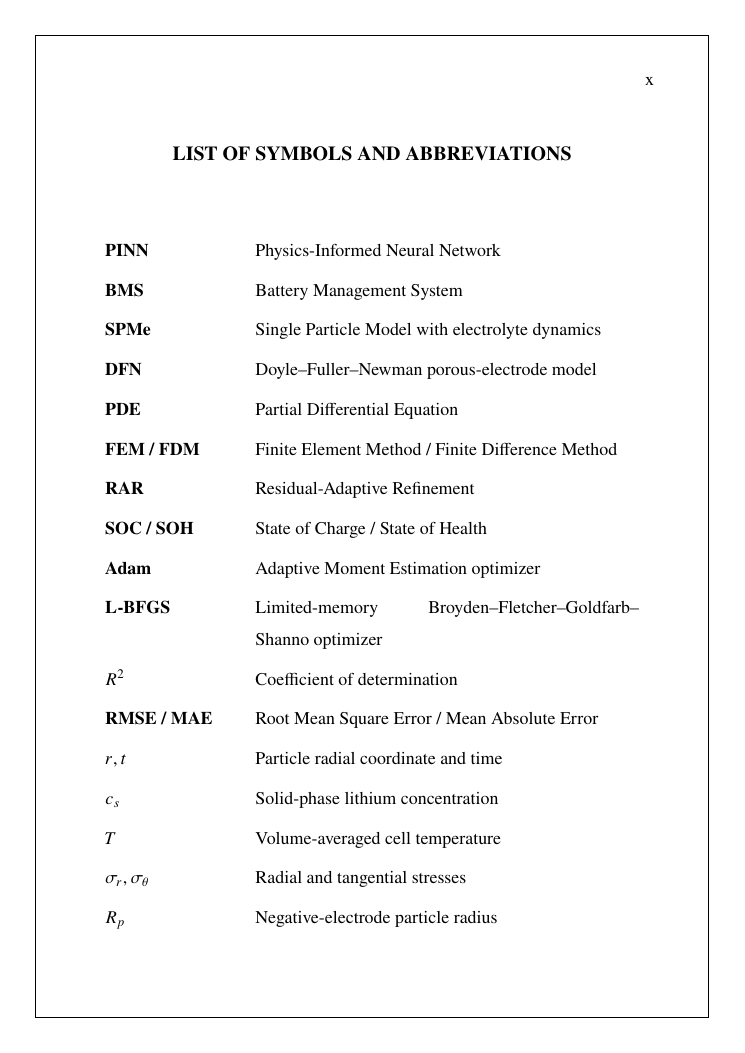 x
LIST OF SYMBOLS AND ABBREVIATIONS
PINN Physics-Informed Neural Network
BMS Battery Management System
SPMe Single Particle Model with electrolyte dynamics
DFN Doyle–Fuller–Newman porous-electrode model
PDE Partial Differential Equation
FEM / FDM Finite Element Method / Finite Difference Method
RAR Residual-Adaptive Refinement
SOC / SOH State of Charge / State of Health
Adam Adaptive Moment Estimation optimizer
L-BFGS Limited-memory Broyden–Fletcher–Goldfarb–
Shanno optimizer
R² Coefficient of determination
RMSE / MAE Root Mean Square Error / Mean Absolute Error
r, t Particle radial coordinate and time
cₛ Solid-phase lithium concentration
T Volume-averaged cell temperature
σ_r, σ_θ Radial and tangential stresses
R_p Negative-electrode particle radius